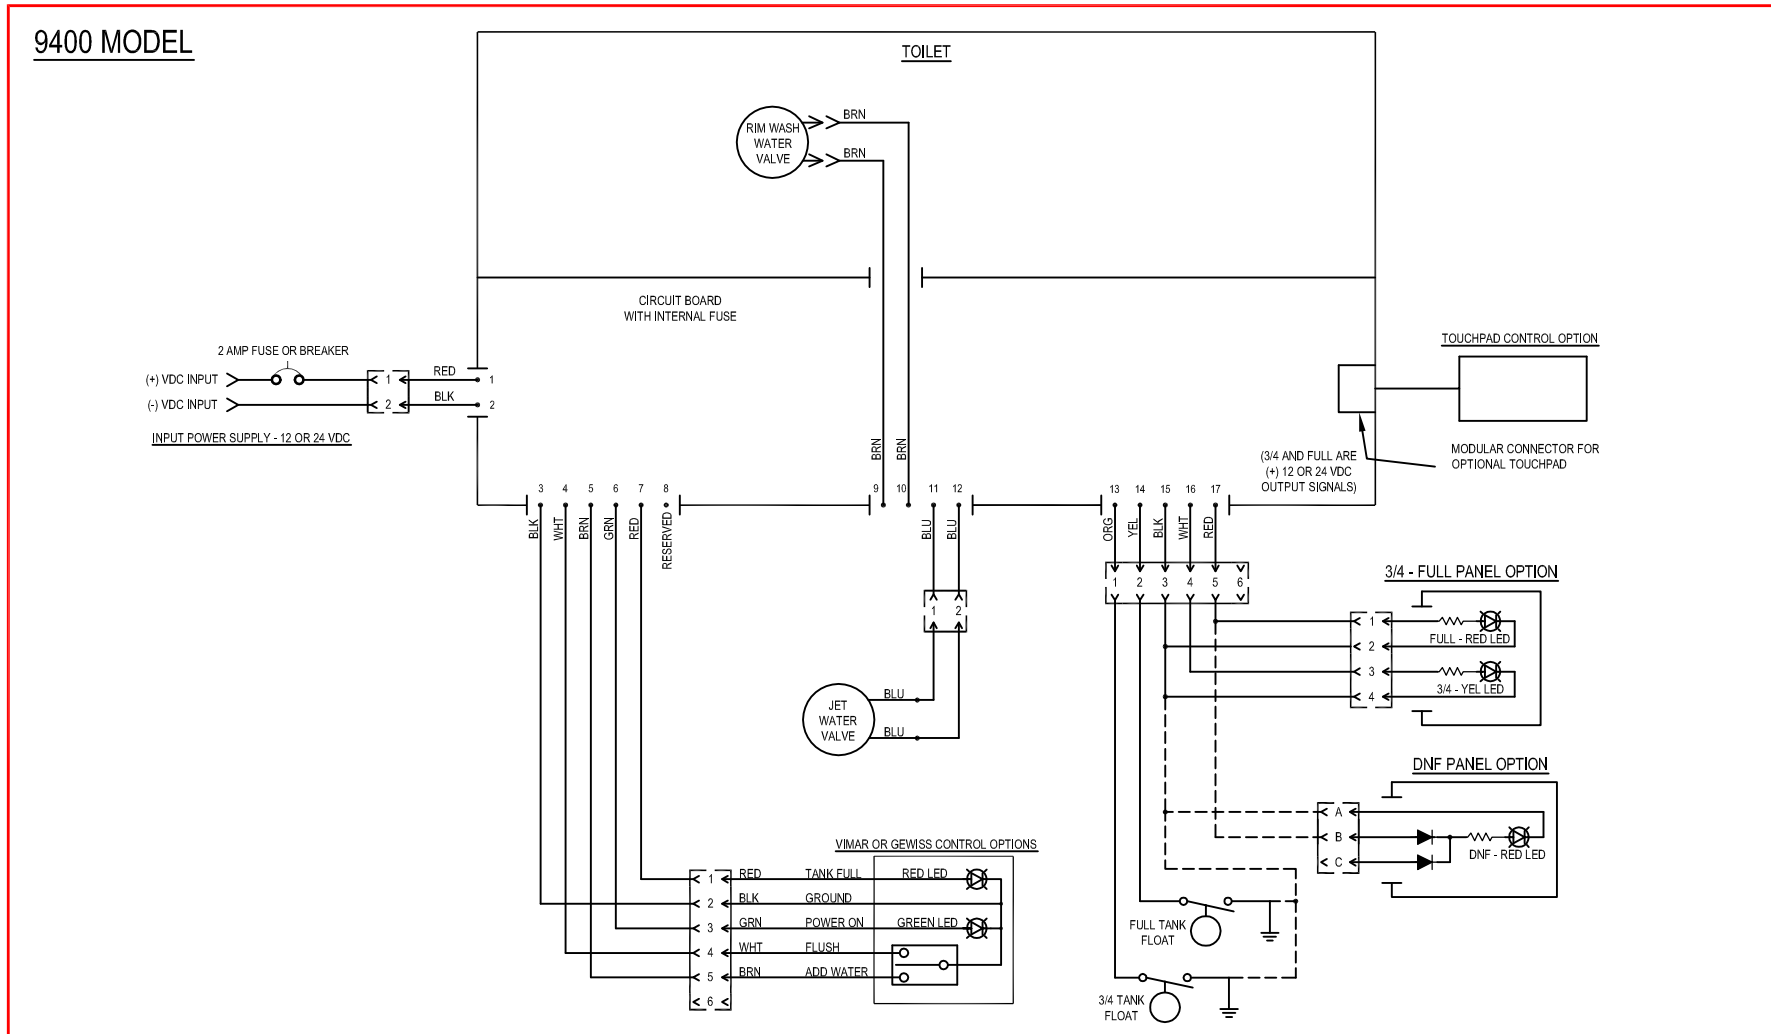 9400 MODEL
TOILET
RIM WASH
WATER
VALVE
BRN
BRN
CIRCUIT BOARD
WITH INTERNAL FUSE
2 AMP FUSE OR BREAKER
(+) VDC INPUT
1
RED
1
(-) VDC INPUT
2
BLK
2
INPUT POWER SUPPLY - 12 OR 24 VDC
TOUCHPAD CONTROL OPTION
MODULAR CONNECTOR FOR
OPTIONAL TOUCHPAD
(3/4 AND FULL ARE
(+) 12 OR 24 VDC
OUTPUT SIGNALS)
BRN
BRN
3 4 5 6 7 8
9 10 11 12
13 14 15 16 17
BLK
WHT
BRN
GRN
RED
RESERVED
BLU
BLU
ORG
YEL
BLK
WHT
RED
1 2
1 2 3 4 5 6
JET
WATER
VALVE
BLU
BLU
3/4 - FULL PANEL OPTION
1
FULL - RED LED
2
3
3/4 - YEL LED
4
DNF PANEL OPTION
A
B
DNF - RED LED
C
VIMAR OR GEWISS CONTROL OPTIONS
1 RED TANK FULL RED LED
2 BLK GROUND
3 GRN POWER ON GREEN LED
4 WHT FLUSH
5 BRN ADD WATER
6
FULL TANK
FLOAT
3/4 TANK
FLOAT